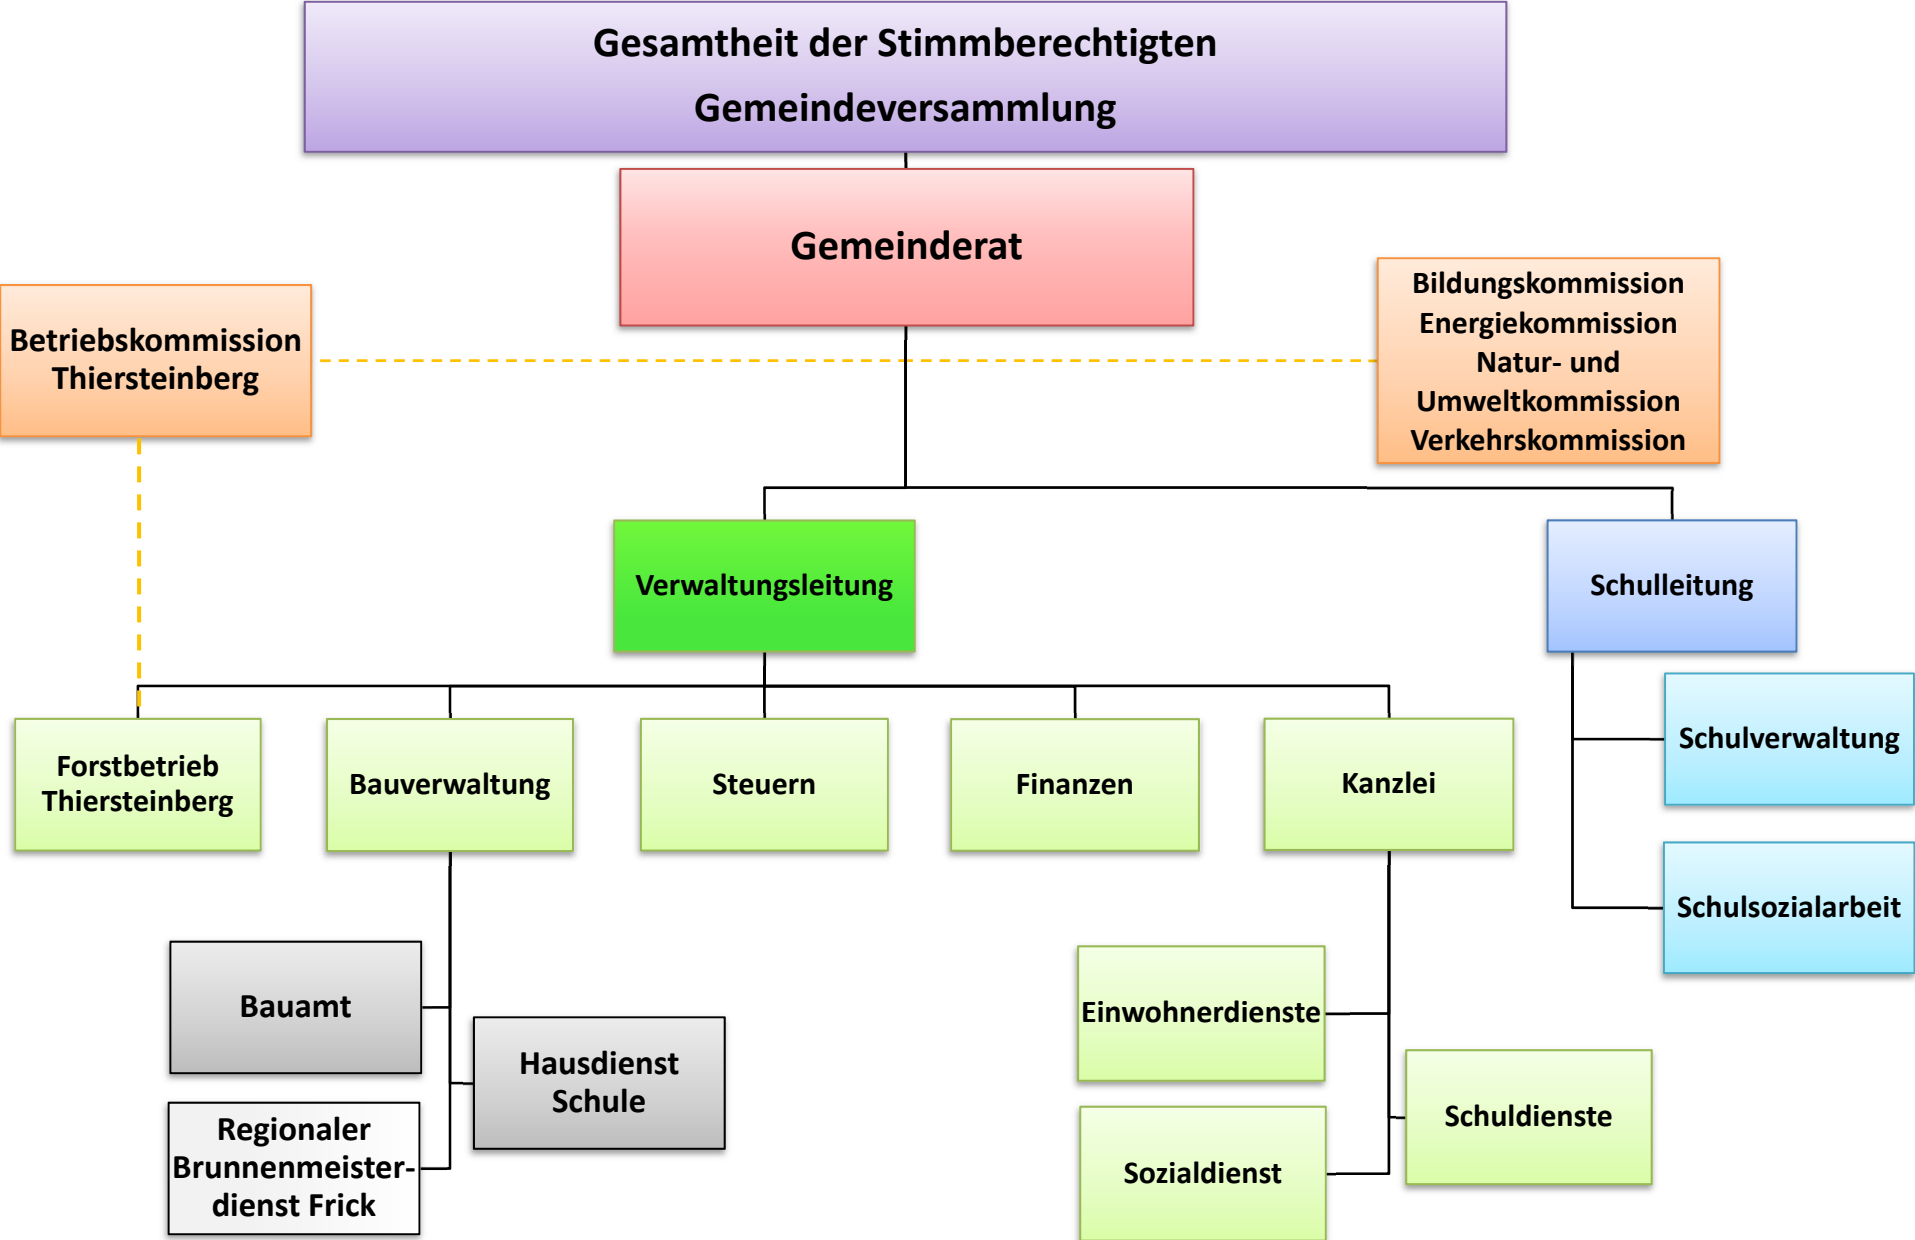 Gesamtheit der Stimmberechtigten
Gemeindeversammlung
Gemeinderat
Betriebskommission
Thiersteinberg
Bildungskommission
Energiekommission
Natur- und
Umweltkommission
Verkehrskommission
Verwaltungsleitung
Schulleitung
Forstbetrieb
Thiersteinberg
Bauverwaltung
Steuern
Finanzen
Kanzlei
Schulverwaltung
Schulsozialarbeit
Bauamt
Hausdienst
Schule
Regionaler
Brunnenmeister-
dienst Frick
Einwohnerdienste
Schuldienste
Sozialdienst